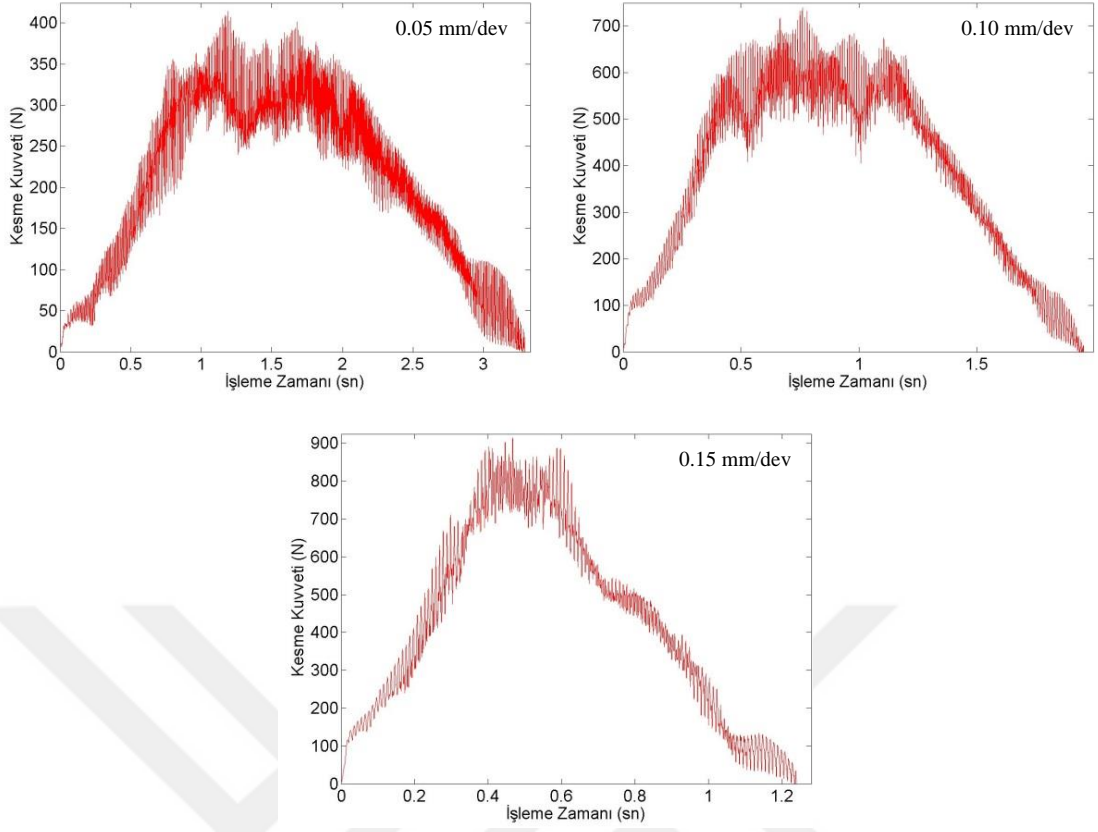 0.05 mm/dev
Kesme Kuvveti (N)
400
350
300
250
200
150
100
50
0
0 0.5 1 1.5 2 2.5 3
İşleme Zamanı (sn)
0.10 mm/dev
Kesme Kuvveti (N)
700
600
500
400
300
200
100
0
0 0.5 1 1.5
İşleme Zamanı (sn)
0.15 mm/dev
Kesme Kuvveti (N)
900
800
700
600
500
400
300
200
100
0
0 0.2 0.4 0.6 0.8 1 1.2
İşleme Zamanı (sn)